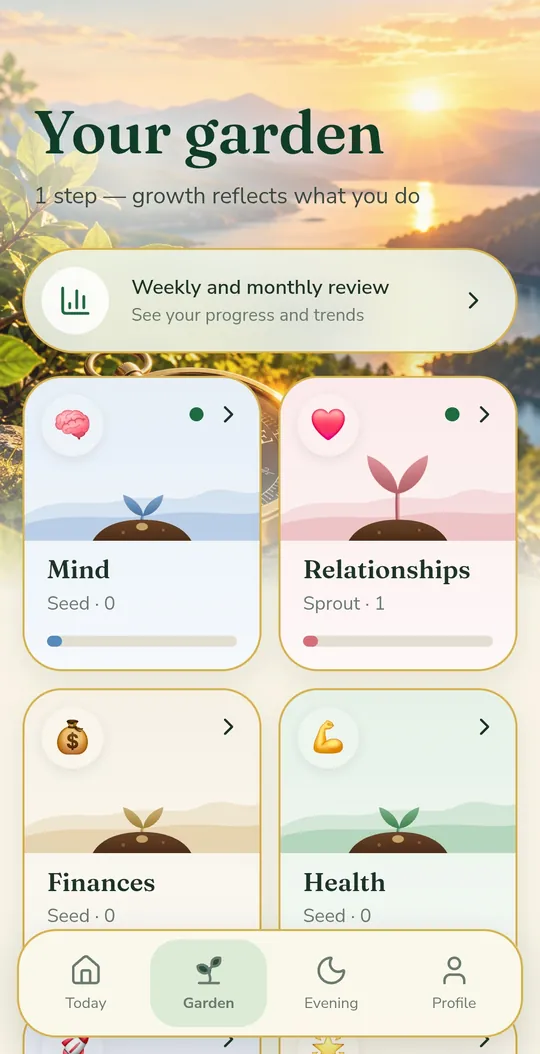 Your garden
1 step — growth reflects what you do
Weekly and monthly review
See your progress and trends
Mind
Seed · 0
Relationships
Sprout · 1
Finances
Seed · 0
Health
Seed · 0
Today
Garden
Evening
Profile